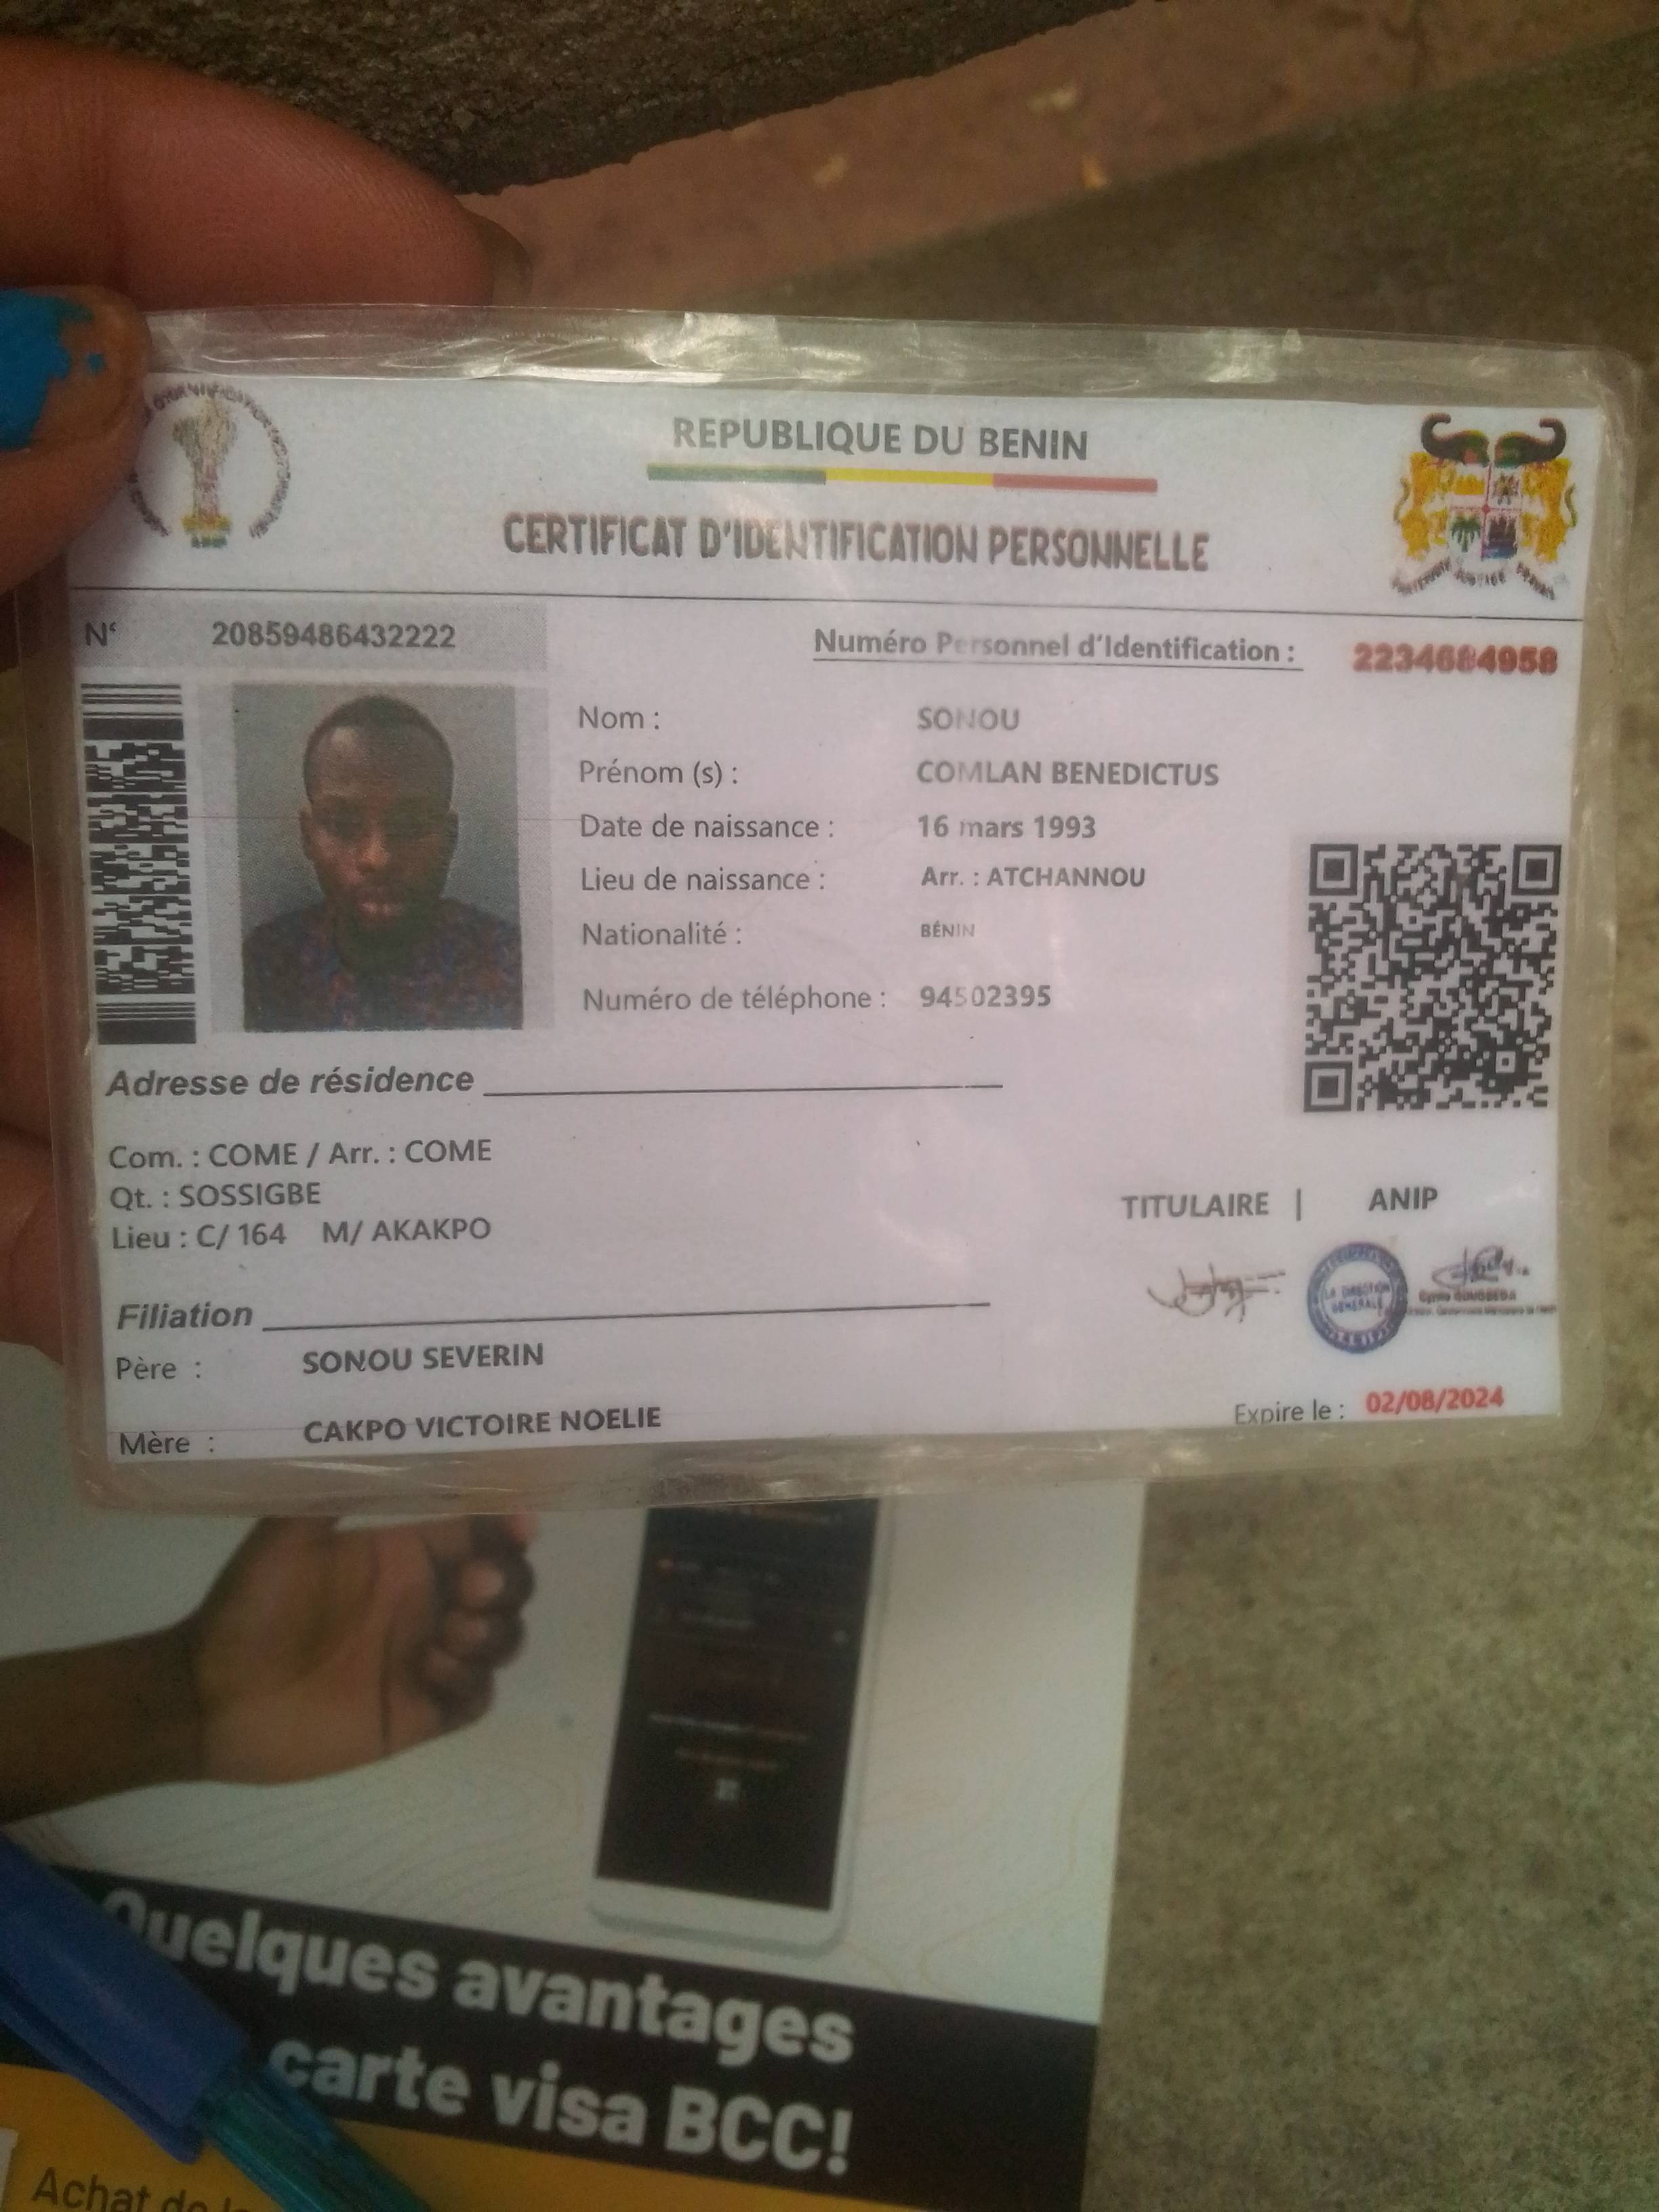 REPUBLIQUE DU BENIN
CERTIFICAT D'IDENTIFICATION PERSONNELLE
N° 20859486432222
Numéro Personnel d'Identification : 2234684958
Nom : SONOU
Prénom (s) : COMLAN BENEDICTUS
Date de naissance : 16 mars 1993
Lieu de naissance : Arr. : ATCHANNOU
Nationalité : BÉNIN
Numéro de téléphone : 94502395
Adresse de résidence
Com. : COME / Arr. : COME
Qt. : SOSSIGBE
Lieu : C/ 164 M/ AKAKPO
TITULAIRE | ANIP
LA DIRECTION
GENERALE
Filiation
Père : SONOU SEVERIN
Mère : CAKPO VICTOIRE NOELIE
Expire le : 02/08/2024
Quelques avantages
carte visa BCC!
Achat de